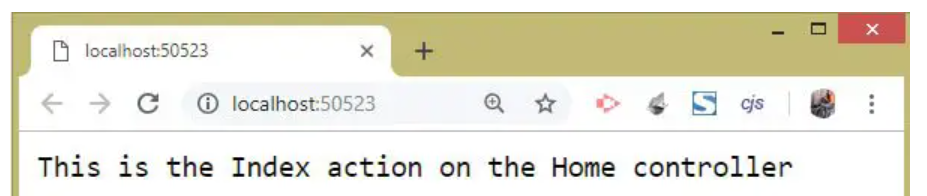 localhost:50523
localhost:50523 cjs
This is the Index action on the Home controller